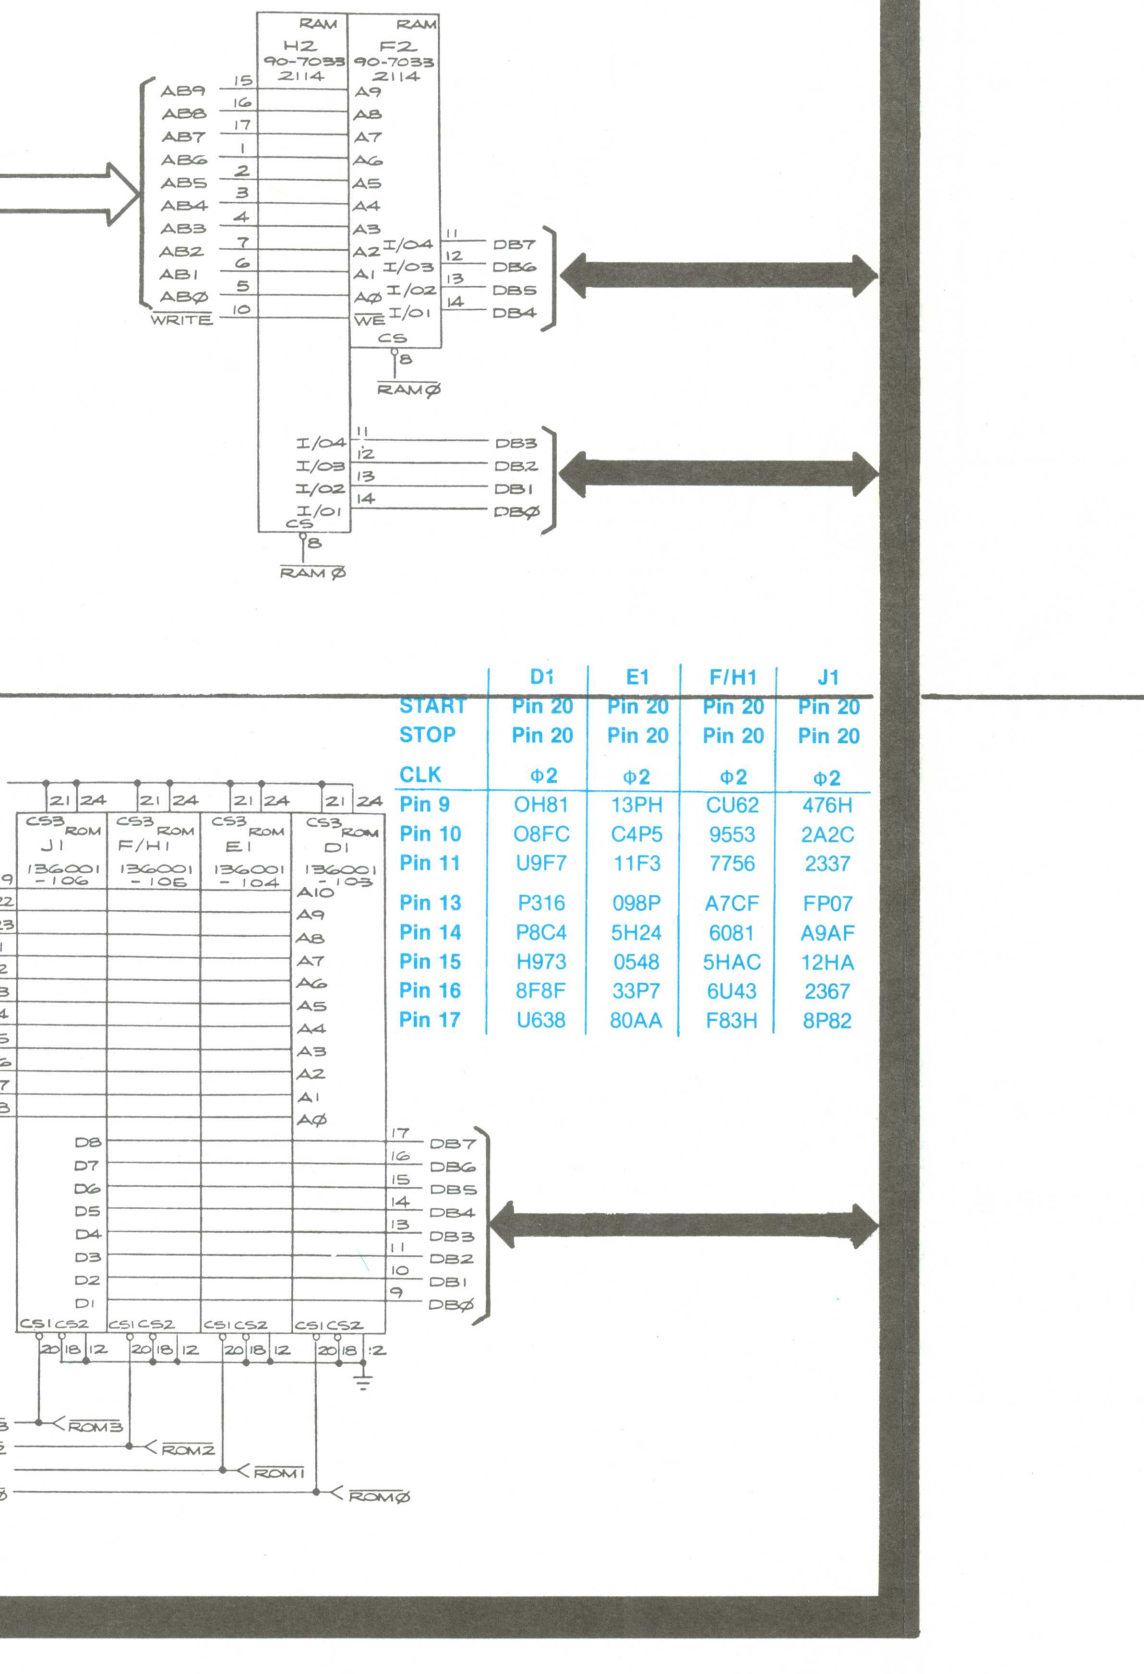 RAM RAM
H2 F2
90-7033 90-7033
2114 2114
AB9 15 A9
AB8 16 A8
AB7 17 A7
AB6 1 A6
AB5 2 A5
AB4 3 A4
AB3 4 A3
AB2 7 A2 I/O4 11 DB7
AB1 6 A1 I/O3 12 DB6
ABØ 5 AØ I/O2 13 DB5
WRITE 10 WE I/O1 14 DB4
CS
8
RAMØ
I/O4 11 DB3
I/O3 12 DB2
I/O2 13 DB1
I/O1 14 DBØ
CS
8
RAMØ
D1 E1 F/H1 J1
START Pin 20 Pin 20 Pin 20 Pin 20
STOP Pin 20 Pin 20 Pin 20 Pin 20
CLK Φ2 Φ2 Φ2 Φ2
Pin 9 OH81 13PH CU62 476H
Pin 10 O8FC C4P5 9553 2A2C
Pin 11 U9F7 11F3 7756 2337
Pin 13 P316 098P A7CF FP07
Pin 14 P8C4 5H24 6081 A9AF
Pin 15 H973 0548 5HAC 12HA
Pin 16 8F8F 33P7 6U43 2367
Pin 17 U638 80AA F83H 8P82
21 24 21 24 21 24 21 24
CS3 ROM CS3 ROM CS3 ROM CS3 ROM
J1 F/H1 E1 D1
136001 136001 136001 136001
-106 -105 -104 -103
A10
A9
A8
A7
A6
A5
A4
A3
A2
A1
AØ
D8 17 DB7
D7 16 DB6
D6 15 DB5
D5 14 DB4
D4 13 DB3
D3 11 DB2
D2 10 DB1
D1 9 DBØ
CS1 CS2 CS1 CS2 CS1 CS2 CS1 CS2
20 18 12 20 18 12 20 18 12 20 18 12
ROM3
ROM2
ROM1
ROMØ